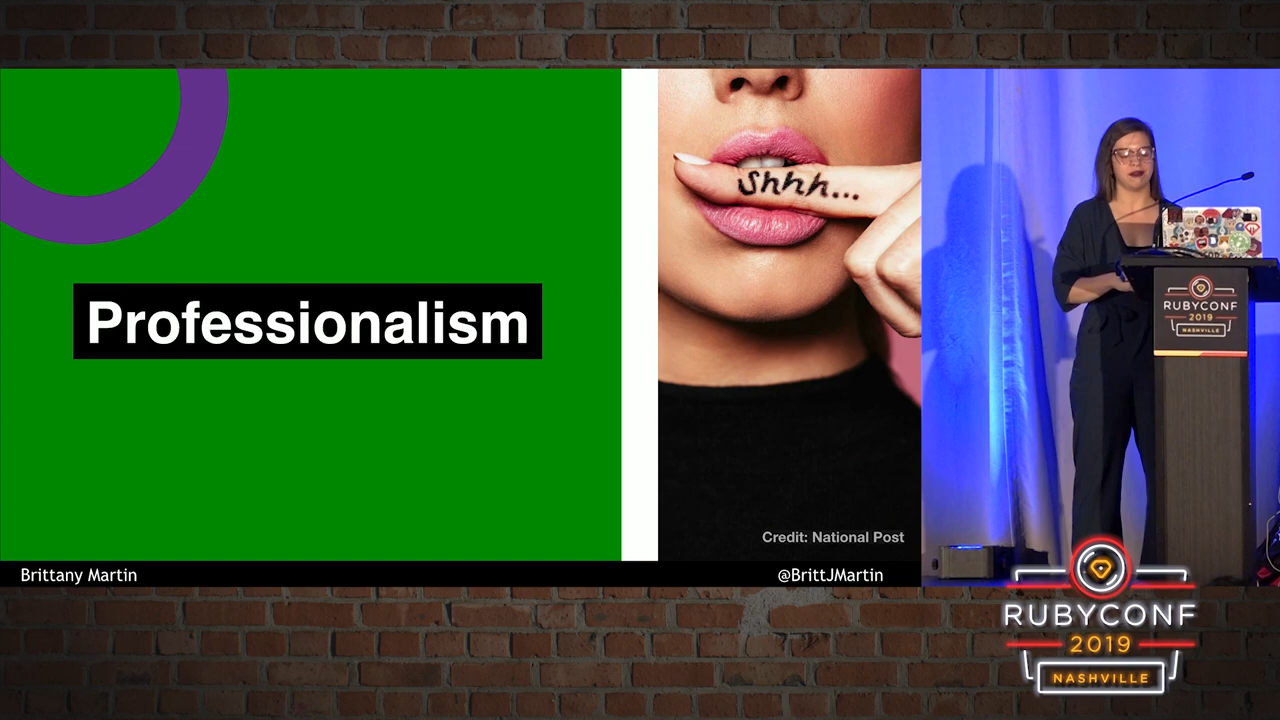 Professionalism
Shhh...
Credit: National Post
Brittany Martin
@BrittJMartin
RUBYCONF
2019
NASHVILLE
RUBYCONF
2019
NASHVILLE